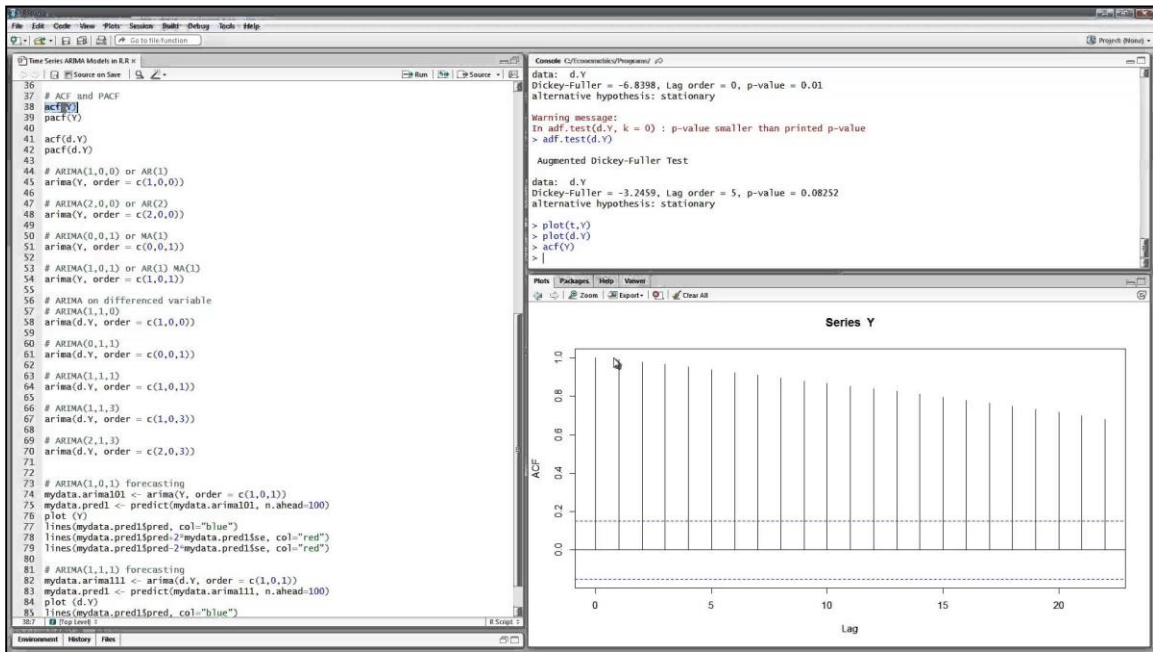 File Edit Code View Plots Session Build Debug Tools Help
Go to file/function
Project: (None)
Time Series ARIMA Models in R.R ×
Source on Save
Run
Source
36
37 # ACF and PACF
38 acf(Y)
39 pacf(Y)
40
41 acf(d.Y)
42 pacf(d.Y)
43
44 # ARIMA(1,0,0) or AR(1)
45 arima(Y, order = c(1,0,0))
46
47 # ARIMA(2,0,0) or AR(2)
48 arima(Y, order = c(2,0,0))
49
50 # ARIMA(0,0,1) or MA(1)
51 arima(Y, order = c(0,0,1))
52
53 # ARIMA(1,0,1) or AR(1) MA(1)
54 arima(Y, order = c(1,0,1))
55
56 # ARIMA on differenced variable
57 # ARIMA(1,1,0)
58 arima(d.Y, order = c(1,0,0))
59
60 # ARIMA(0,1,1)
61 arima(d.Y, order = c(0,0,1))
62
63 # ARIMA(1,1,1)
64 arima(d.Y, order = c(1,0,1))
65
66 # ARIMA(1,1,3)
67 arima(d.Y, order = c(1,0,3))
68
69 # ARIMA(2,1,3)
70 arima(d.Y, order = c(2,0,3))
71
72
73 # ARIMA(1,0,1) forecasting
74 mydata.arima101 <- arima(Y, order = c(1,0,1))
75 mydata.pred1 <- predict(mydata.arima101, n.ahead=100)
76 plot (Y)
77 lines(mydata.pred1$pred, col="blue")
78 lines(mydata.pred1$pred+2*mydata.pred1$se, col="red")
79 lines(mydata.pred1$pred-2*mydata.pred1$se, col="red")
80
81 # ARIMA(1,1,1) forecasting
82 mydata.arima111 <- arima(d.Y, order = c(1,0,1))
83 mydata.pred1 <- predict(mydata.arima111, n.ahead=100)
84 plot (d.Y)
85 lines(mydata.pred1$pred, col="blue")
38:7 (Top Level) R Script
Environment History Files
Console C:/Econometrics/Programs/
data: d.Y
Dickey-Fuller = -6.8398, Lag order = 0, p-value = 0.01
alternative hypothesis: stationary
Warning message:
In adf.test(d.Y, k = 0) : p-value smaller than printed p-value
> adf.test(d.Y)
Augmented Dickey-Fuller Test
data: d.Y
Dickey-Fuller = -3.2459, Lag order = 5, p-value = 0.08252
alternative hypothesis: stationary
> plot(t,Y)
> plot(d.Y)
> acf(Y)
>
Plots Packages Help Viewer
Zoom Export Clear All
Series Y
1.0
0.8
0.6
0.4
0.2
0.0
ACF
0 5 10 15 20
Lag